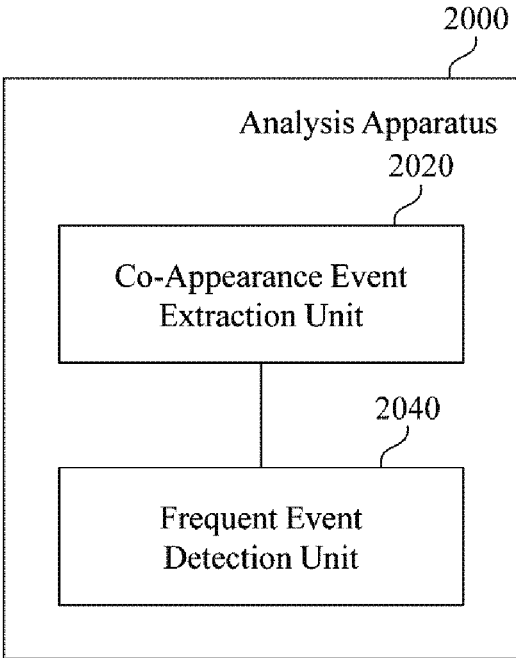 2000
Analysis Apparatus
2020
Co-Appearance Event
Extraction Unit
2040
Frequent Event
Detection Unit